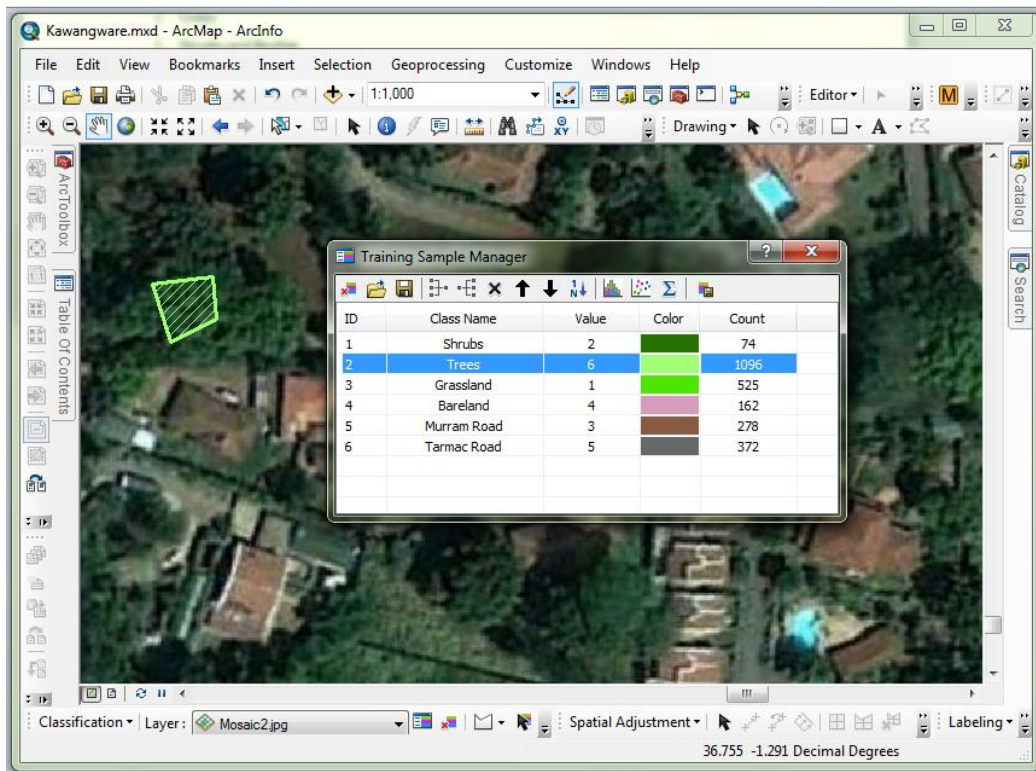 Kawangware.mxd - ArcMap - ArcInfo
File Edit View Bookmarks Insert Selection Geoprocessing Customize Windows Help
1:1,000 Editor M
Drawing A
ArcToolbox
Table Of Contents
Catalog
Search
Training Sample Manager
ID Class Name Value Color Count
1 Shrubs 2 74
2 Trees 6 1096
3 Grassland 1 525
4 Bareland 4 162
5 Murram Road 3 278
6 Tarmac Road 5 372
Classification Layer: Mosaic2.jpg Spatial Adjustment Labeling
36.755 -1.291 Decimal Degrees